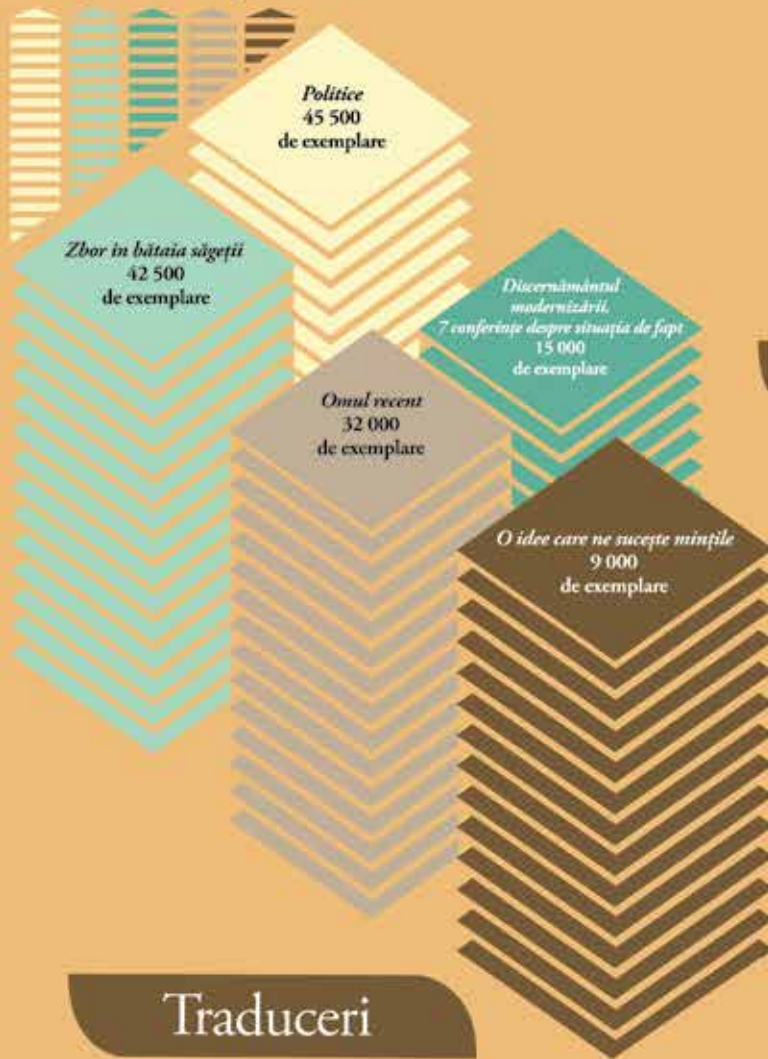 Politice
45 500
de exemplare
Zbor în bătaia săgeții
42 500
de exemplare
Discernământul
modernizării.
7 conferințe despre situația de fapt
15 000
de exemplare
Omul recent
32 000
de exemplare
O idee care ne sucește mințile
9 000
de exemplare
Traduceri